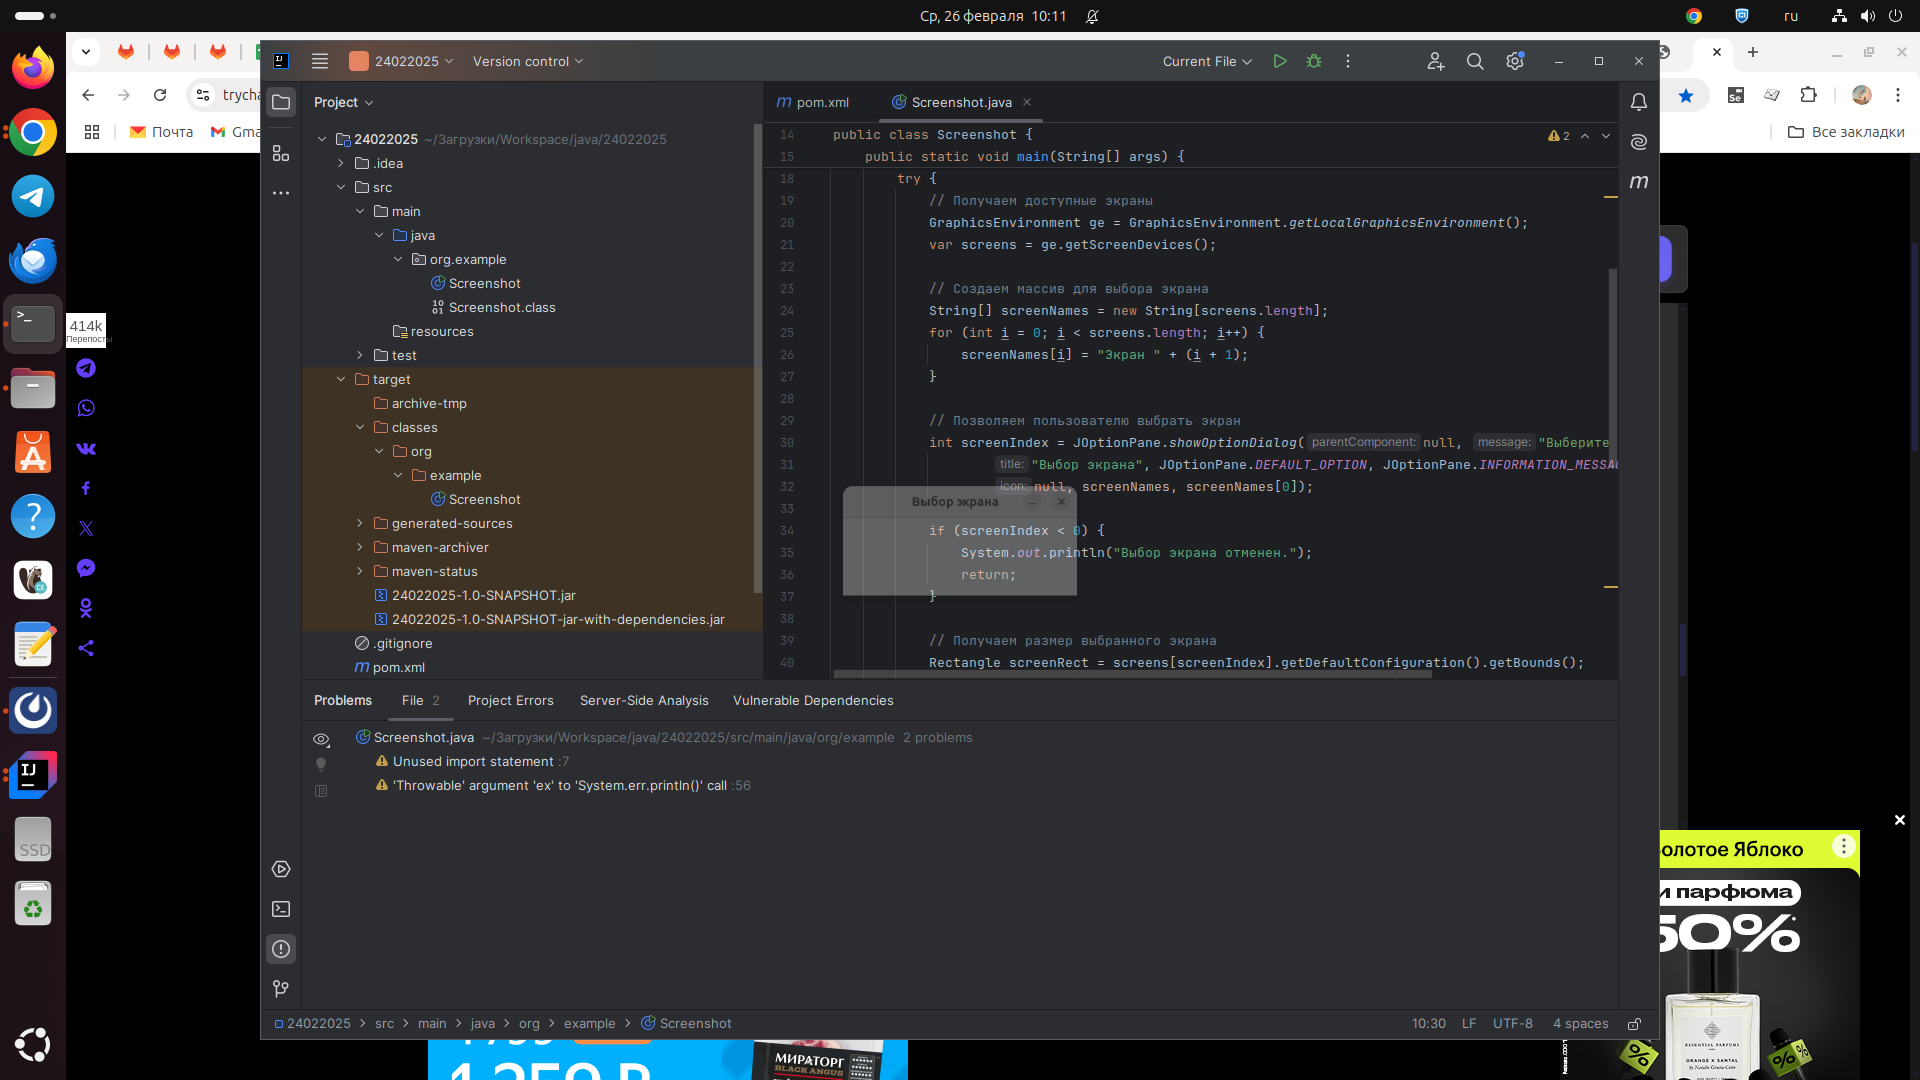 Ср, 26 февраля 10:11
ru
24022025
Version control
Current File
trycha
Почта
Gma
Все закладки
Project
pom.xml
Screenshot.java
24022025 ~/Загрузки/Workspace/java/24022025
.idea
src
main
java
org.example
Screenshot
Screenshot.class
resources
test
target
archive-tmp
classes
org
example
Screenshot
generated-sources
maven-archiver
maven-status
24022025-1.0-SNAPSHOT.jar
24022025-1.0-SNAPSHOT-jar-with-dependencies.jar
.gitignore
pom.xml
414k
Перепосты
2
14 public class Screenshot {
15 public static void main(String[] args) {
18 try {
19 // Получаем доступные экраны
20 GraphicsEnvironment ge = GraphicsEnvironment.getLocalGraphicsEnvironment();
21 var screens = ge.getScreenDevices();
22
23 // Создаем массив для выбора экрана
24 String[] screenNames = new String[screens.length];
25 for (int i = 0; i < screens.length; i++) {
26 screenNames[i] = "Экран " + (i + 1);
27 }
28
29 // Позволяем пользователю выбрать экран
30 int screenIndex = JOptionPane.showOptionDialog( parentComponent: null, message: "Выберите
31 title: "Выбор экрана", JOptionPane.DEFAULT_OPTION, JOptionPane.INFORMATION_MESSAG
32 icon: null, screenNames, screenNames[0]);
Выбор экрана
33
34 if (screenIndex < 0) {
35 System.out.println("Выбор экрана отменен.");
36 return;
37 }
38
39 // Получаем размер выбранного экрана
40 Rectangle screenRect = screens[screenIndex].getDefaultConfiguration().getBounds();
Problems
File 2
Project Errors
Server-Side Analysis
Vulnerable Dependencies
Screenshot.java ~/Загрузки/Workspace/java/24022025/src/main/java/org/example 2 problems
Unused import statement :7
'Throwable' argument 'ex' to 'System.err.println()' call :56
24022025 > src > main > java > org > example > Screenshot
10:30
LF
UTF-8
4 spaces
SSD
олотое Яблоко
и парфюма
50%
ESSENTIAL PARFUMS
ORANGE X SANTAL
by Natalie Gracia-Cetto
%
% %
МИРАТОРГ
BLACK ANGUS
1 259 ₽